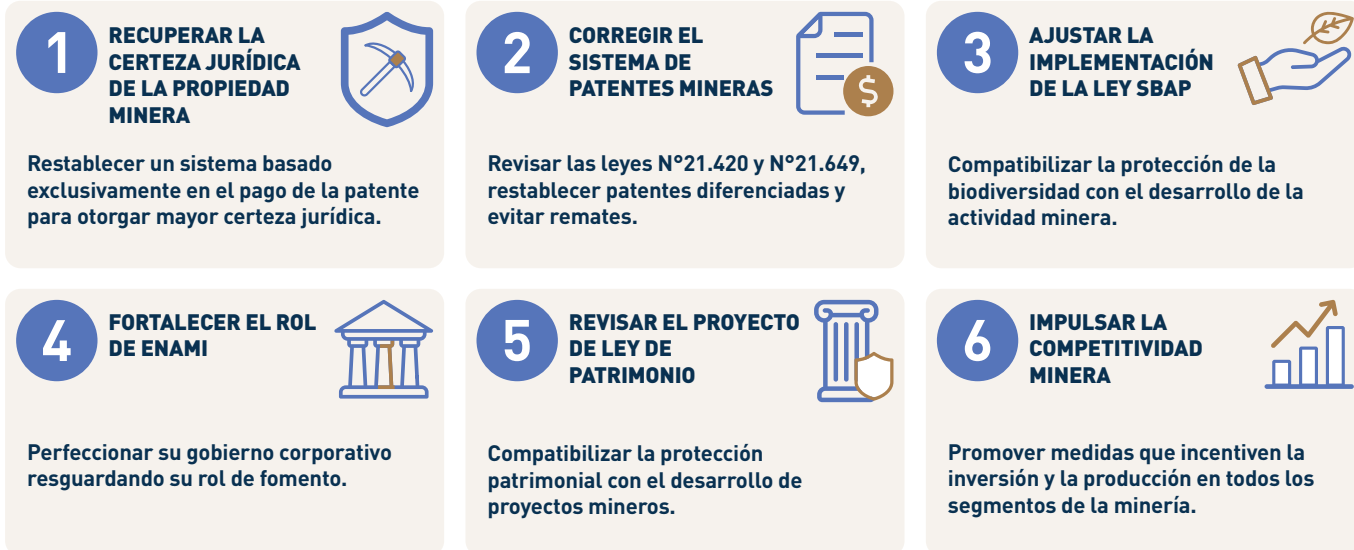 1
RECUPERAR LA
CERTEZA JURÍDICA
DE LA PROPIEDAD
MINERA
Restablecer un sistema basado
exclusivamente en el pago de la patente
para otorgar mayor certeza jurídica.
2
CORREGIR EL
SISTEMA DE
PATENTES MINERAS
$
Revisar las leyes N°21.420 y N°21.649,
restablecer patentes diferenciadas y
evitar remates.
3
AJUSTAR LA
IMPLEMENTACIÓN
DE LA LEY SBAP
Compatibilizar la protección de la
biodiversidad con el desarrollo de la
actividad minera.
4
FORTALECER EL ROL
DE ENAMI
Perfeccionar su gobierno corporativo
resguardando su rol de fomento.
5
REVISAR EL PROYECTO
DE LEY DE
PATRIMONIO
Compatibilizar la protección
patrimonial con el desarrollo de
proyectos mineros.
6
IMPULSAR LA
COMPETITIVIDAD
MINERA
Promover medidas que incentiven la
inversión y la producción en todos los
segmentos de la minería.